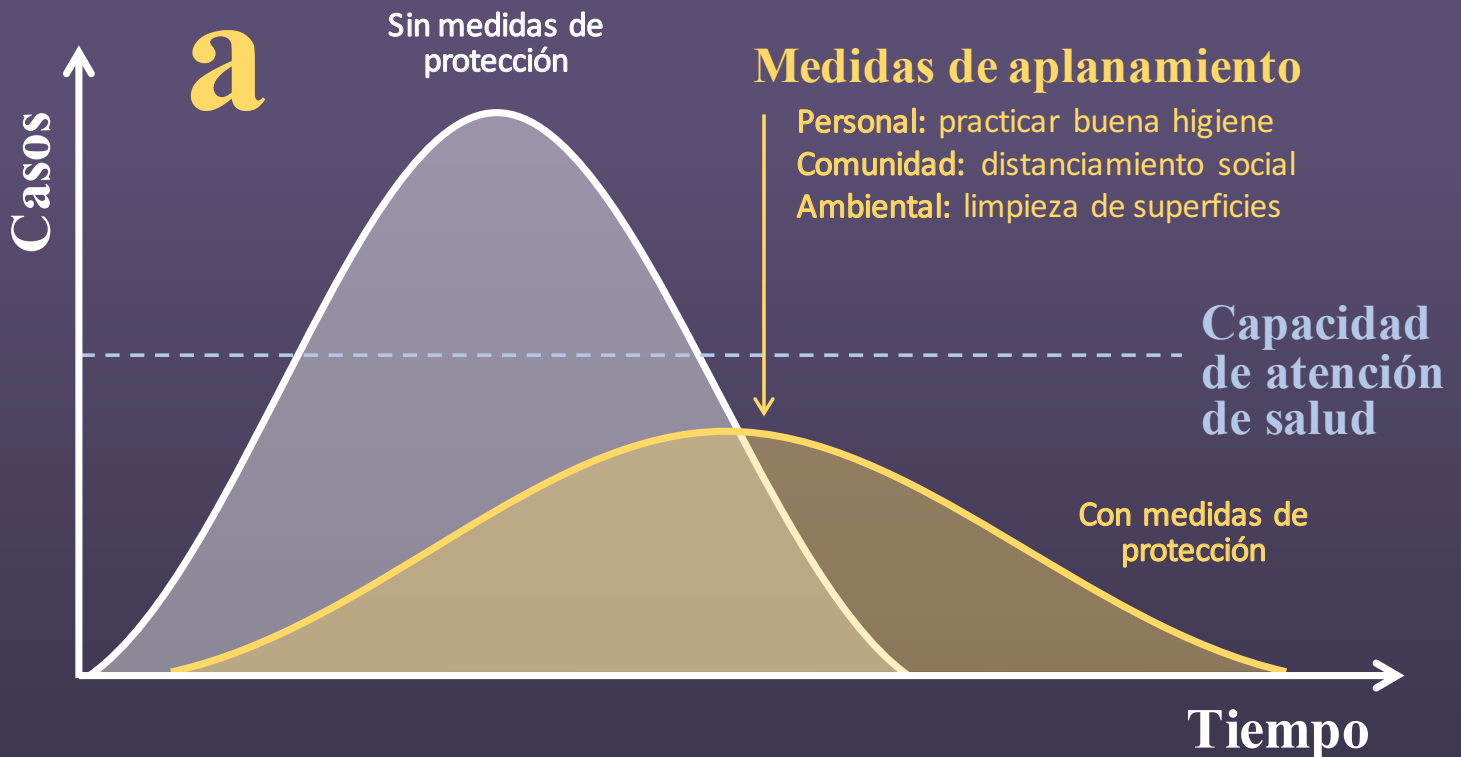 a
Sin medidas de
protección
Medidas de aplanamiento
Personal: practicar buena higiene
Comunidad: distanciamiento social
Ambiental: limpieza de superficies
Casos
Capacidad
de atención
de salud
Con medidas de
protección
Tiempo